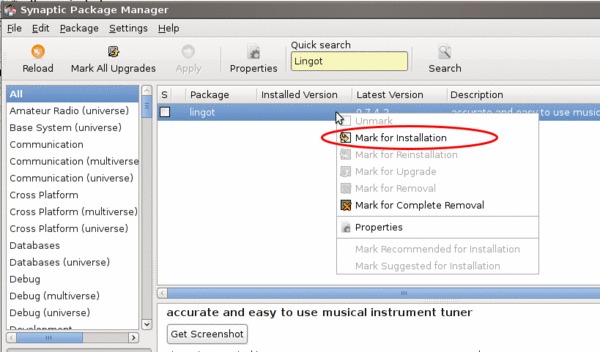 Synaptic Package Manager
File Edit Package Settings Help
Quick search
Lingot
Reload Mark All Upgrades Apply Properties Search
All
Amateur Radio (universe)
Base System (universe)
Communication
Communication (multiverse
Communication (universe)
Cross Platform
Cross Platform (multiverse)
Cross Platform (universe)
Databases
Databases (universe)
Debug
Debug (multiverse)
Debug (universe)
S Package Installed Version Latest Version Description
lingot 0.7.4-2 accurate and easy to use music
Unmark
Mark for Installation
Mark for Reinstallation
Mark for Upgrade
Mark for Removal
Mark for Complete Removal
Properties
Mark Recommended for Installation
Mark Suggested for Installation
accurate and easy to use musical instrument tuner
Get Screenshot